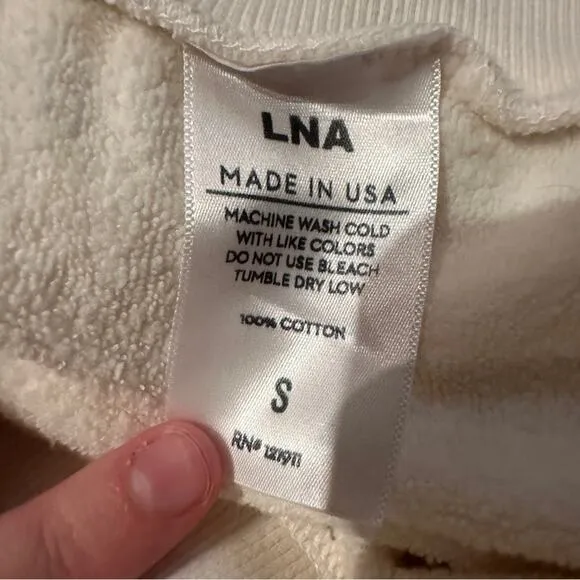 LNA
MADE IN USA
MACHINE WASH COLD
WITH LIKE COLORS
DO NOT USE BLEACH
TUMBLE DRY LOW
100% COTTON
S
RN# 121911